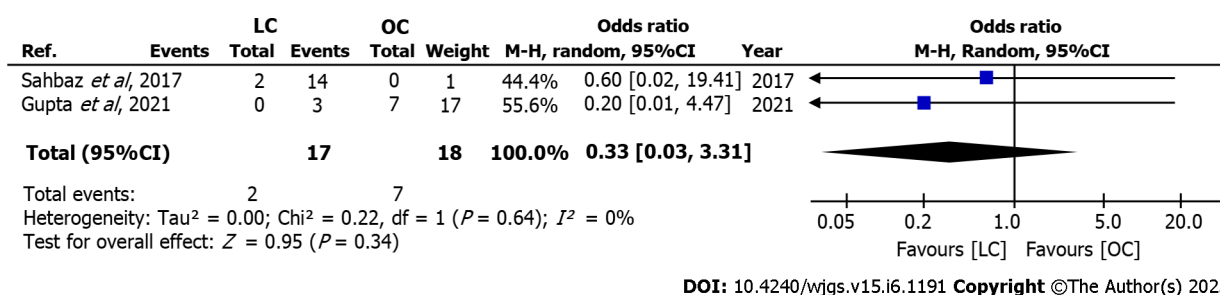 LC OC Odds ratio Odds ratio
Ref. Events Total Events Total Weight M-H, random, 95%CI Year M-H, Random, 95%CI
Sahbaz et al, 2017 2 14 0 1 44.4% 0.60 [0.02, 19.41] 2017
Gupta et al, 2021 0 3 7 17 55.6% 0.20 [0.01, 4.47] 2021
Total (95%CI) 17 18 100.0% 0.33 [0.03, 3.31]
Total events: 2 7
Heterogeneity: Tau² = 0.00; Chi² = 0.22, df = 1 (P = 0.64); I² = 0%
Test for overall effect: Z = 0.95 (P = 0.34)
0.05 0.2 1.0 5.0 20.0
Favours [LC] Favours [OC]
DOI: 10.4240/wjgs.v15.i6.1191 Copyright ©The Author(s) 202